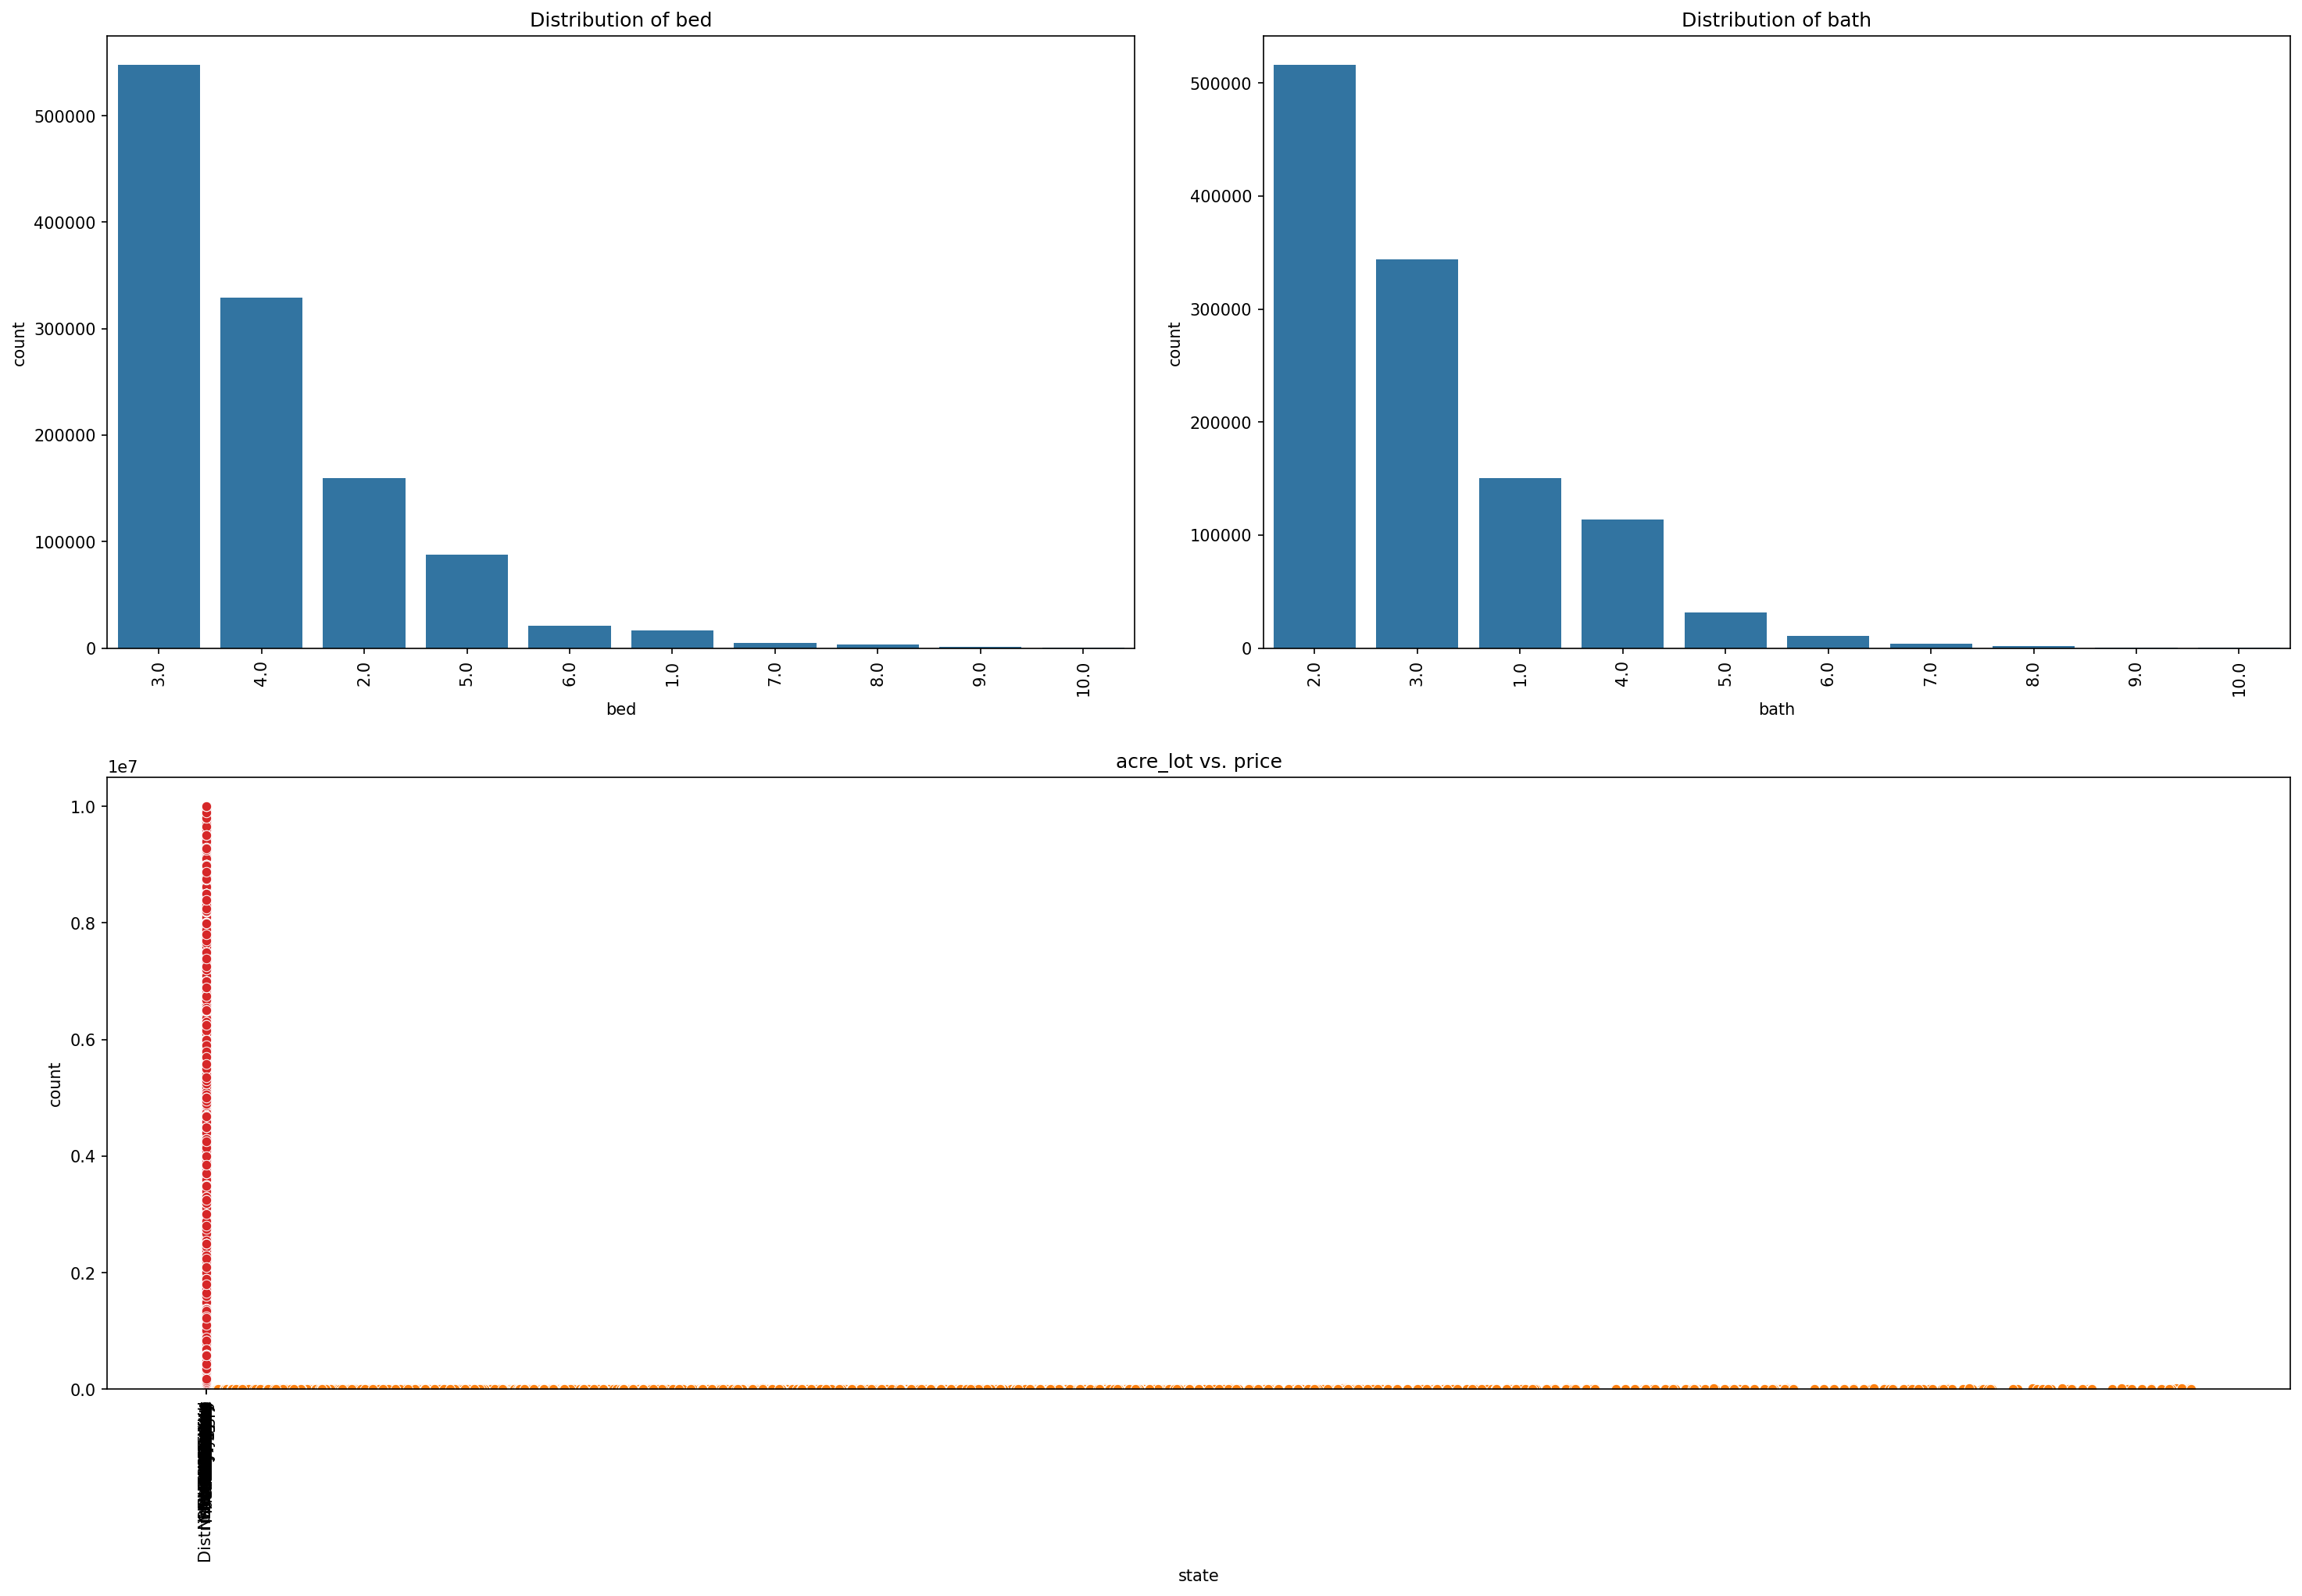 Distribution of bed
count
500000
400000
300000
200000
100000
0
3.0 4.0 2.0 5.0 6.0 1.0 7.0 8.0 9.0 10.0
bed
Distribution of bath
count
500000
400000
300000
200000
100000
0
2.0 3.0 1.0 4.0 5.0 6.0 7.0 8.0 9.0 10.0
bath
acre_lot vs. price
1e7
count
1.0
0.8
0.6
0.4
0.2
0.0
state